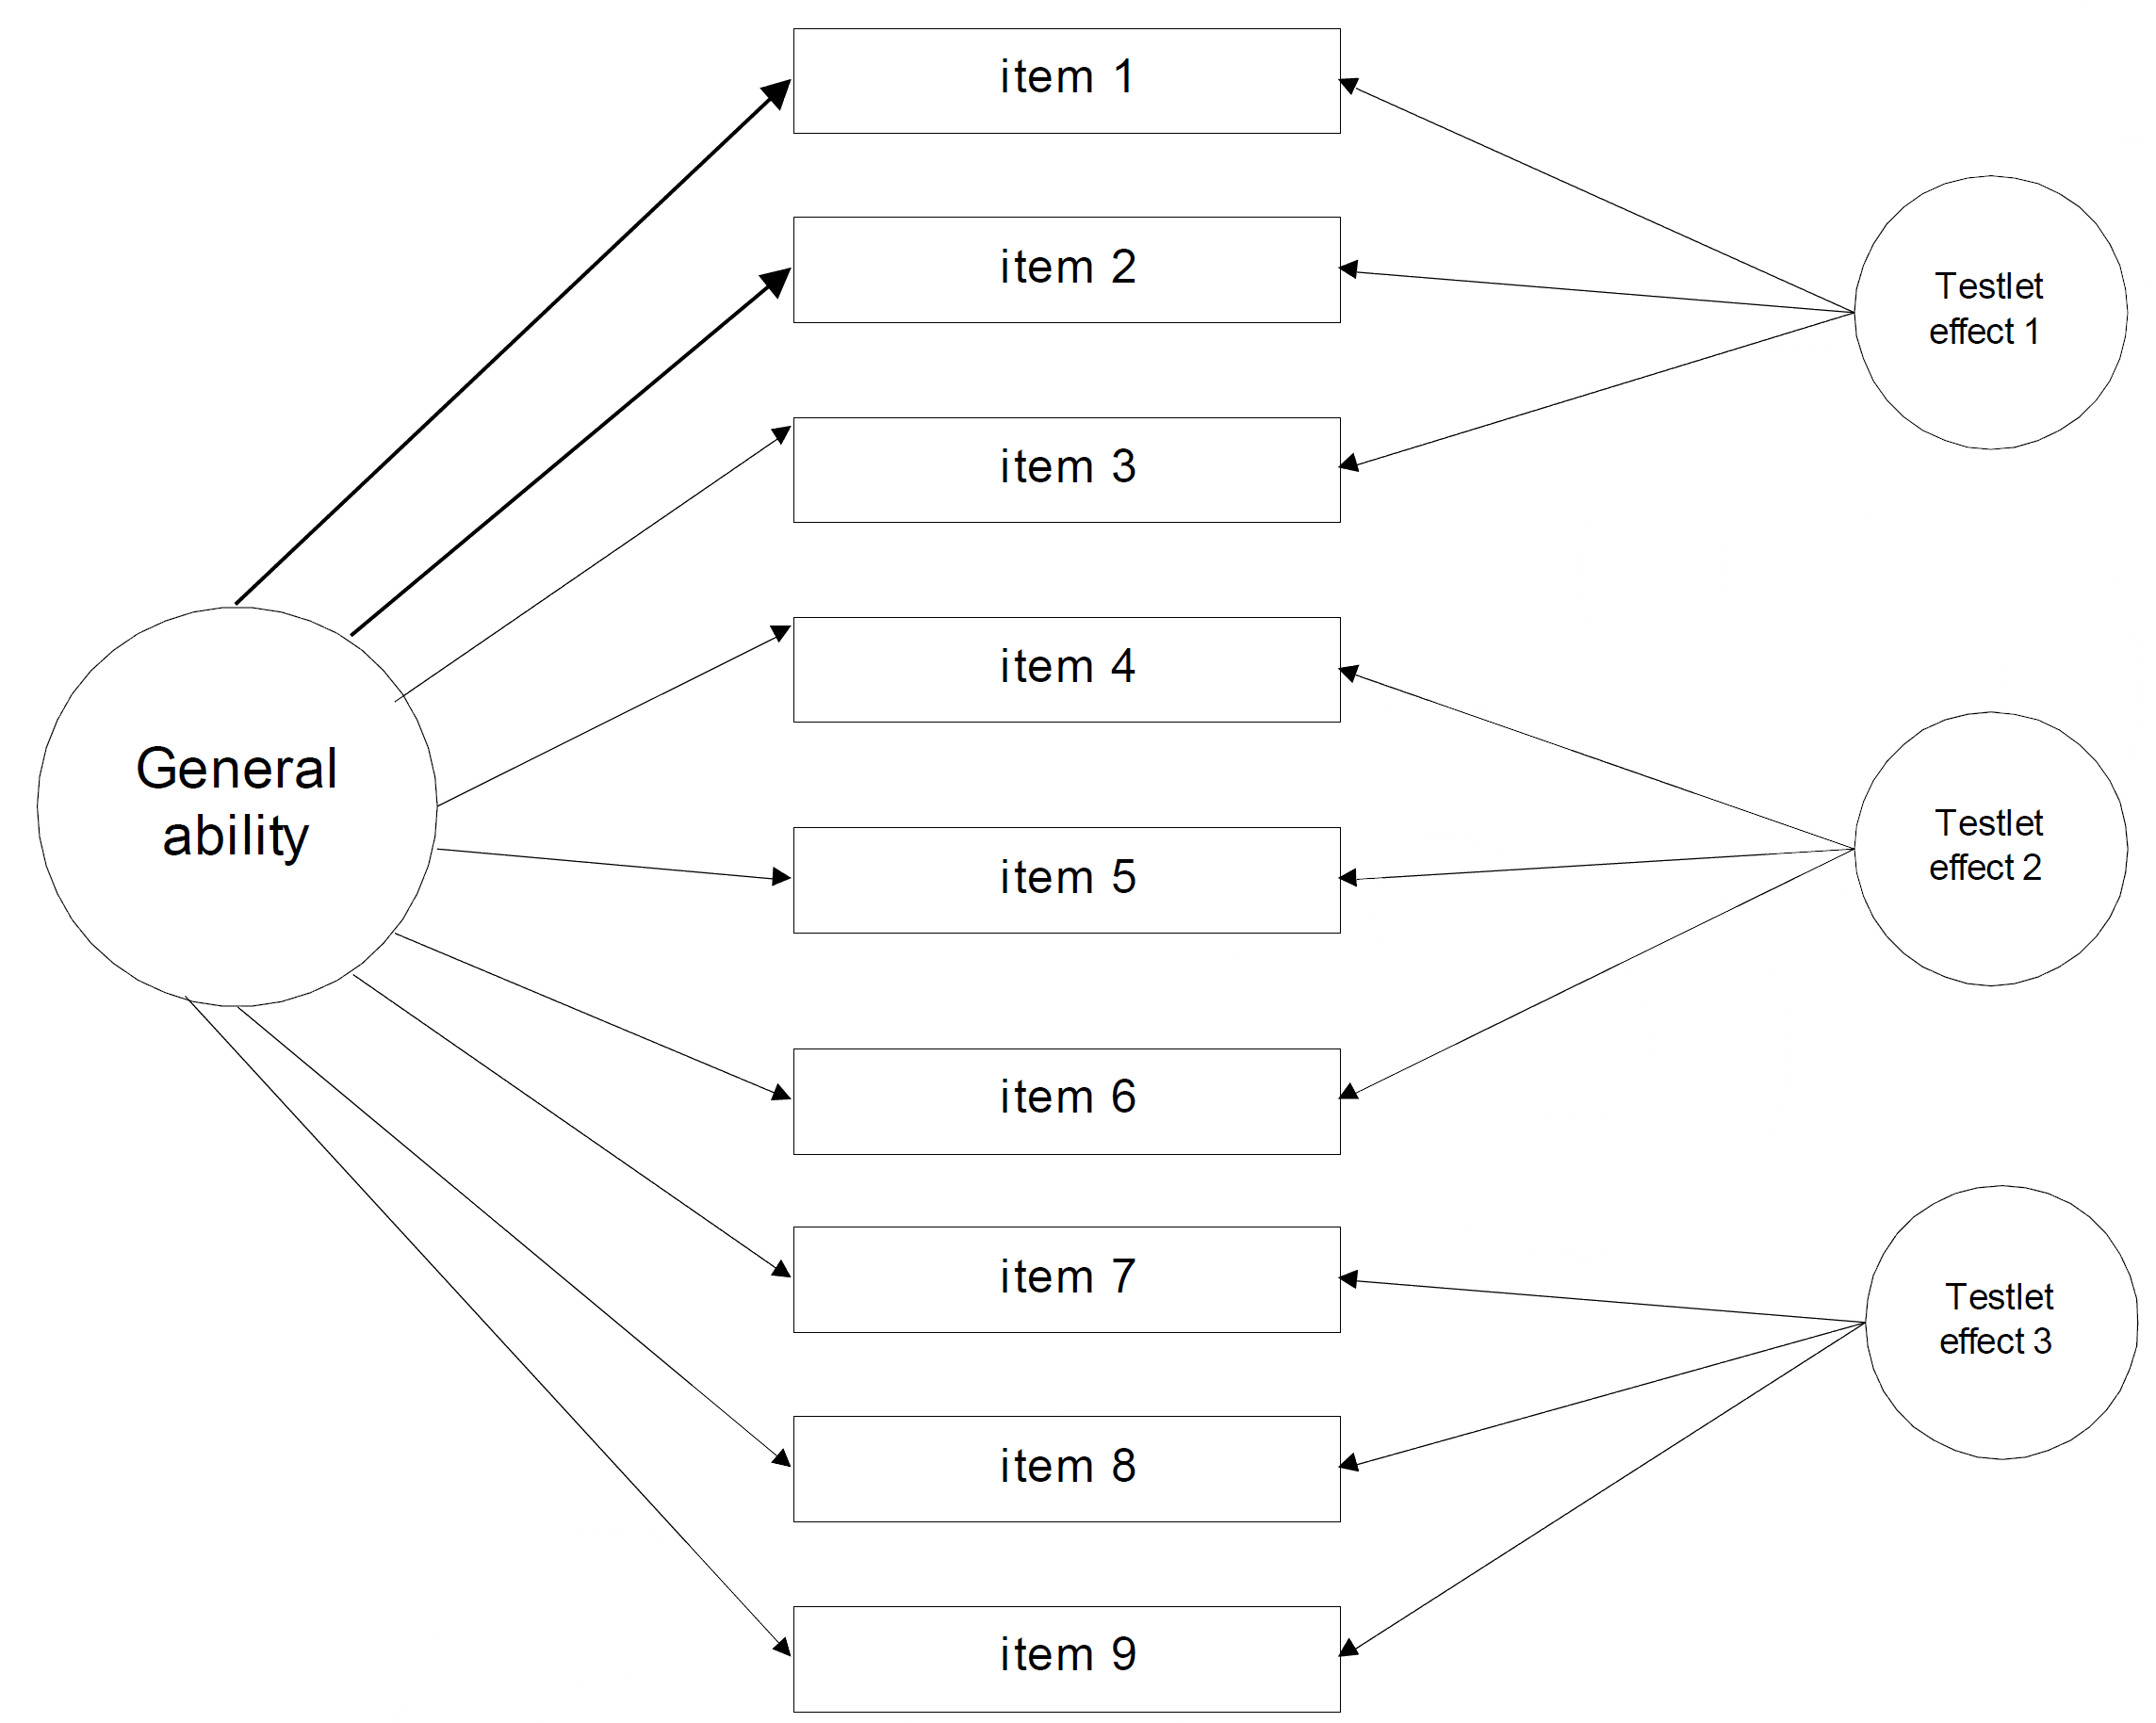 General
ability
item 1
item 2
item 3
item 4
item 5
item 6
item 7
item 8
item 9
Testlet
effect 1
Testlet
effect 2
Testlet
effect 3